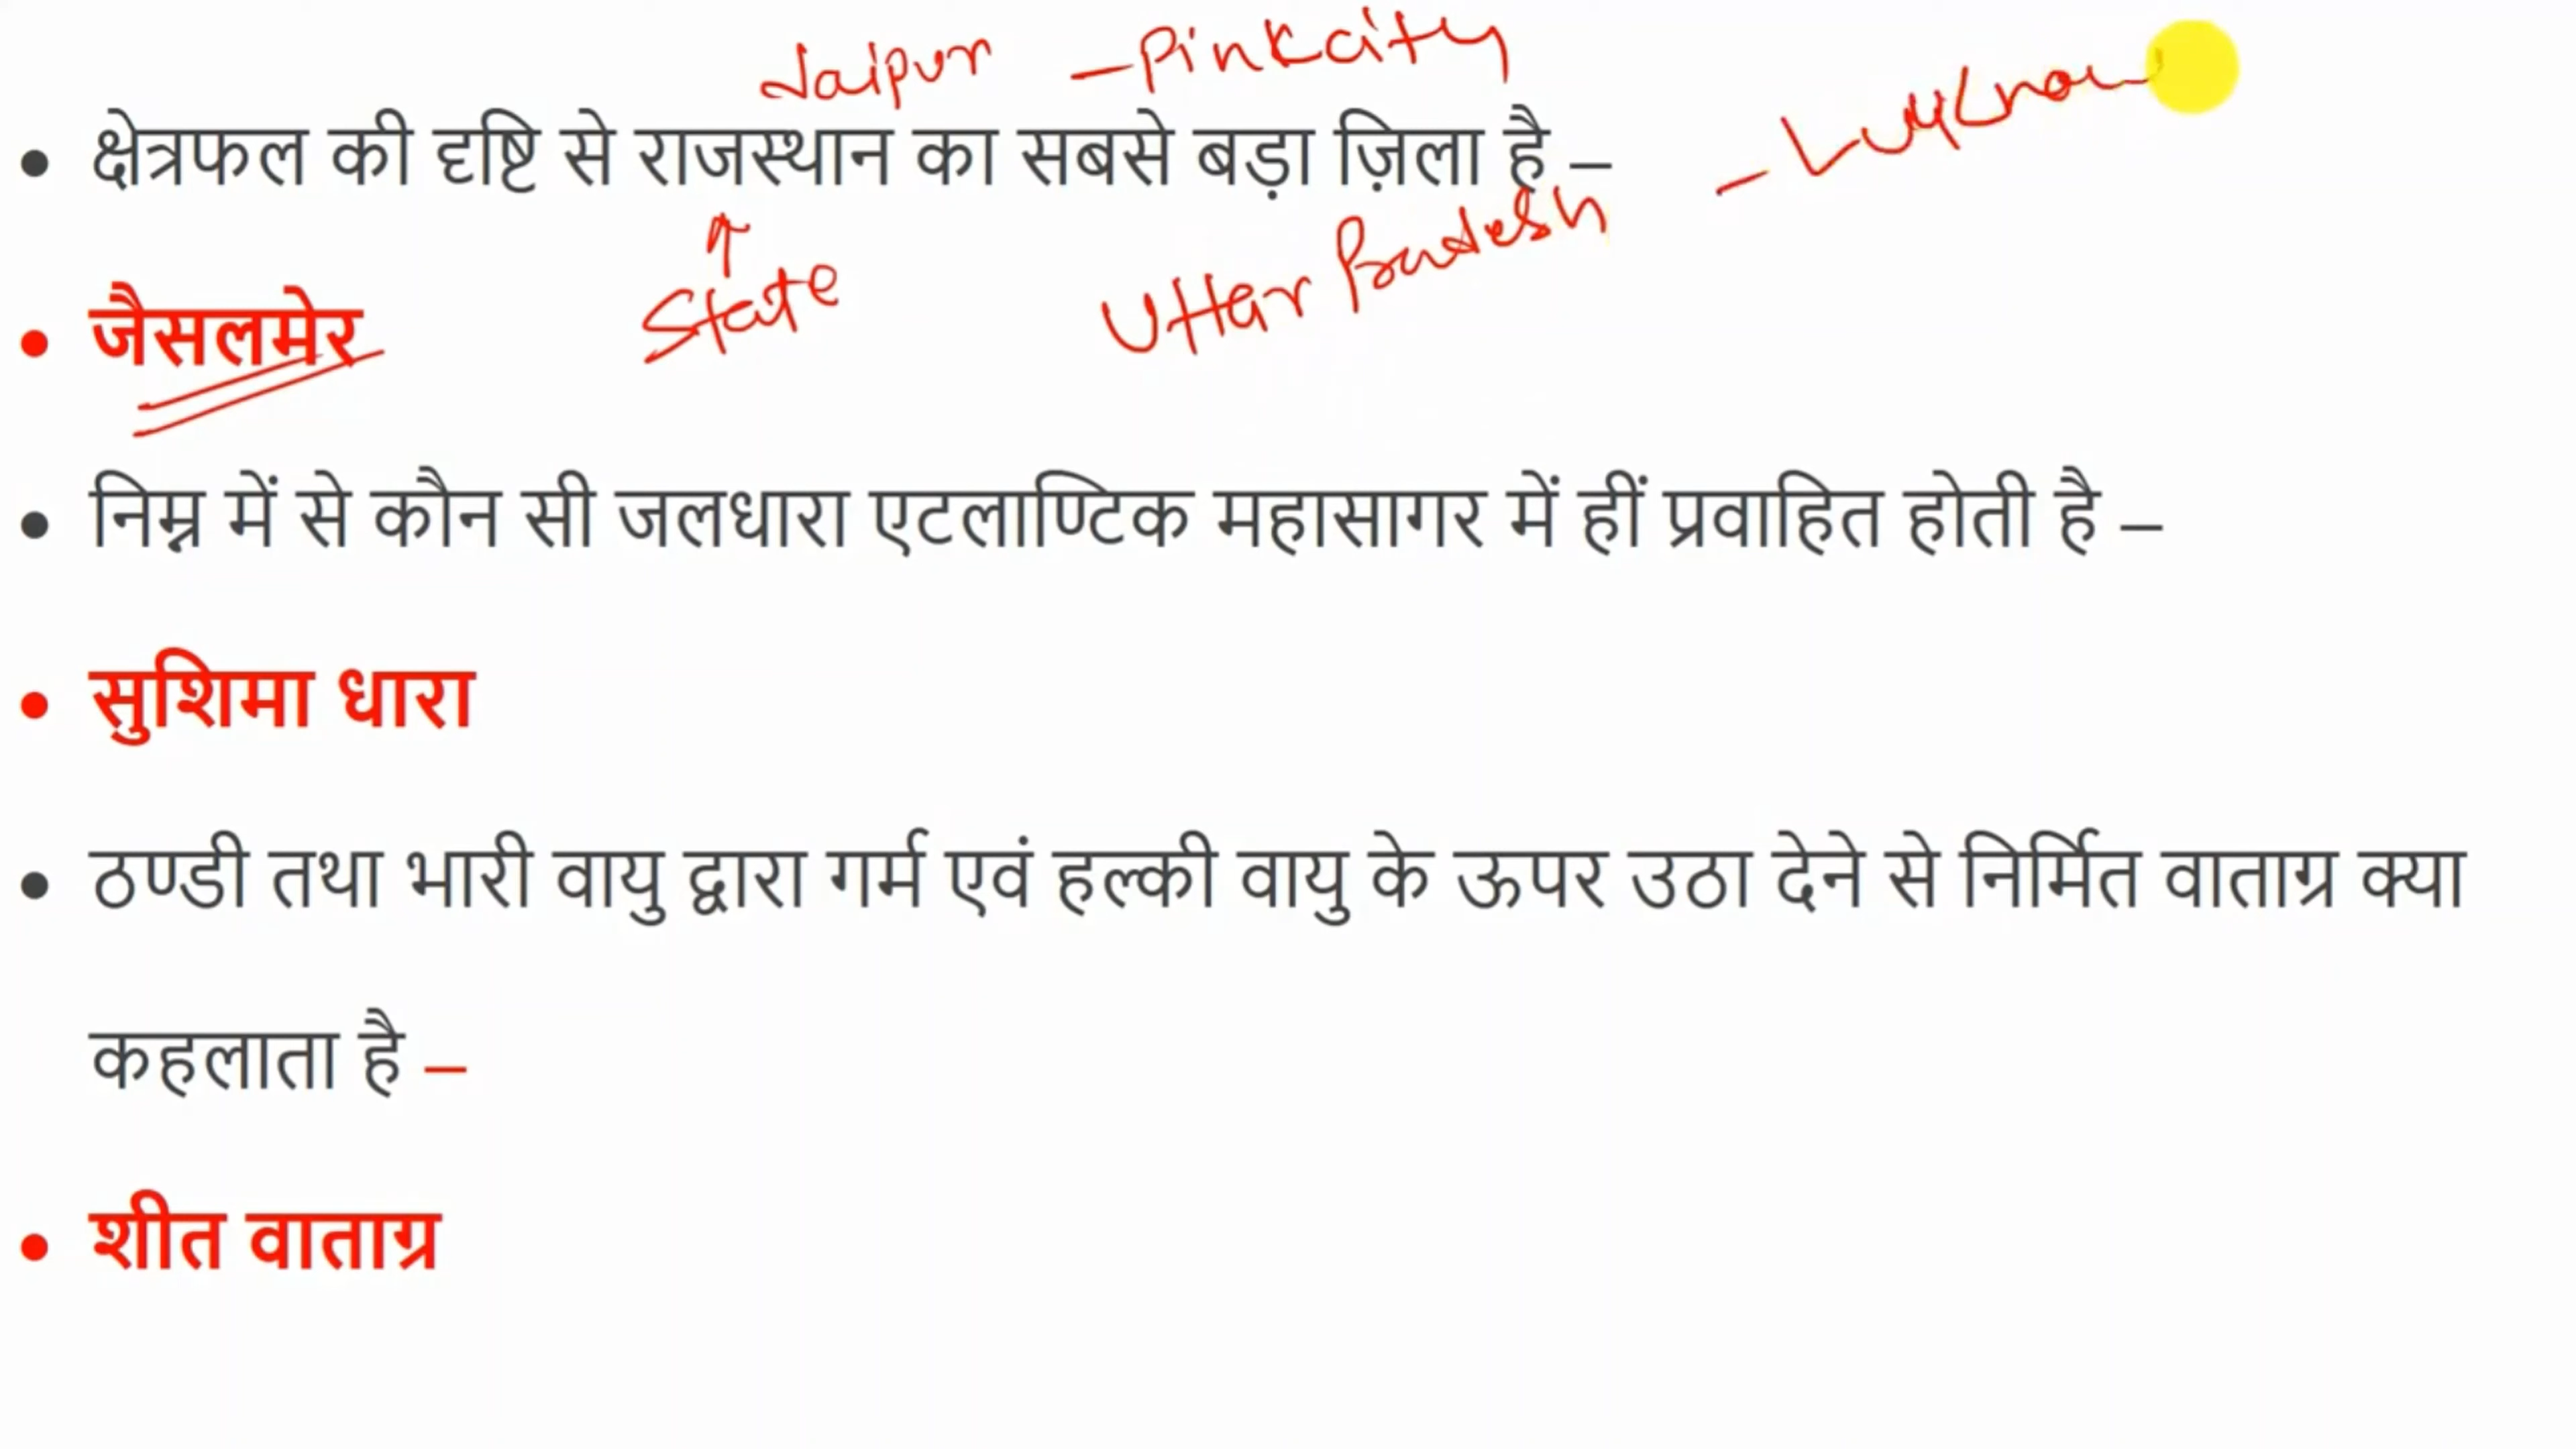 Jaipur - Pinkcity
• क्षेत्रफल की दृष्टि से राजस्थान का सबसे बड़ा ज़िला है –
Uttar Pradesh - Lucknow
State
• जैसलमेर
• निम्न में से कौन सी जलधारा एटलाण्टिक महासागर में हीं प्रवाहित होती है –
• सुशिमा धारा
• ठण्डी तथा भारी वायु द्वारा गर्म एवं हल्की वायु के ऊपर उठा देने से निर्मित वाताग्र क्या
कहलाता है –
• शीत वाताग्र